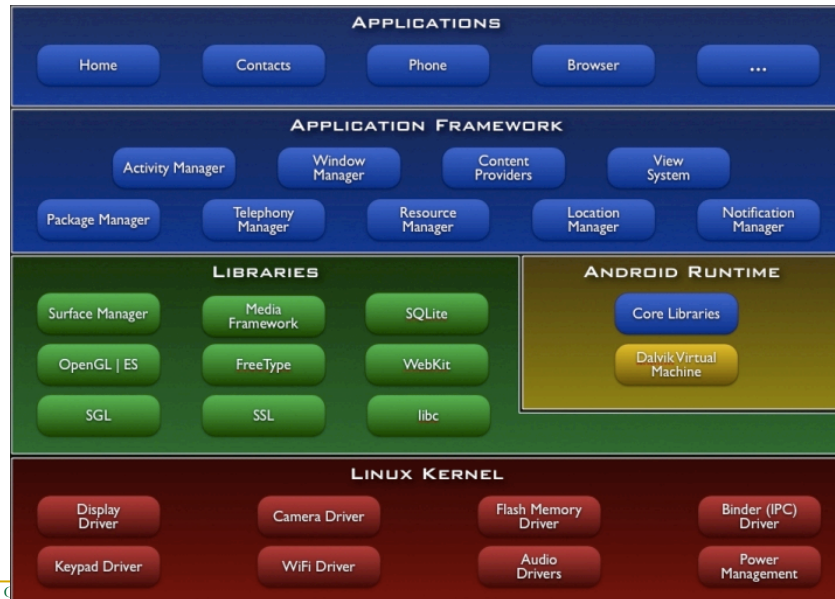 APPLICATIONS
Home Contacts Phone Browser ...
APPLICATION FRAMEWORK
Activity Manager Window Manager Content Providers View System
Package Manager Telephony Manager Resource Manager Location Manager Notification Manager
LIBRARIES
Surface Manager Media Framework SQLite
OpenGL | ES FreeType WebKit
SGL SSL libc
ANDROID RUNTIME
Core Libraries
Dalvik Virtual Machine
LINUX KERNEL
Display Driver Camera Driver Flash Memory Driver Binder (IPC) Driver
Keypad Driver WiFi Driver Audio Drivers Power Management